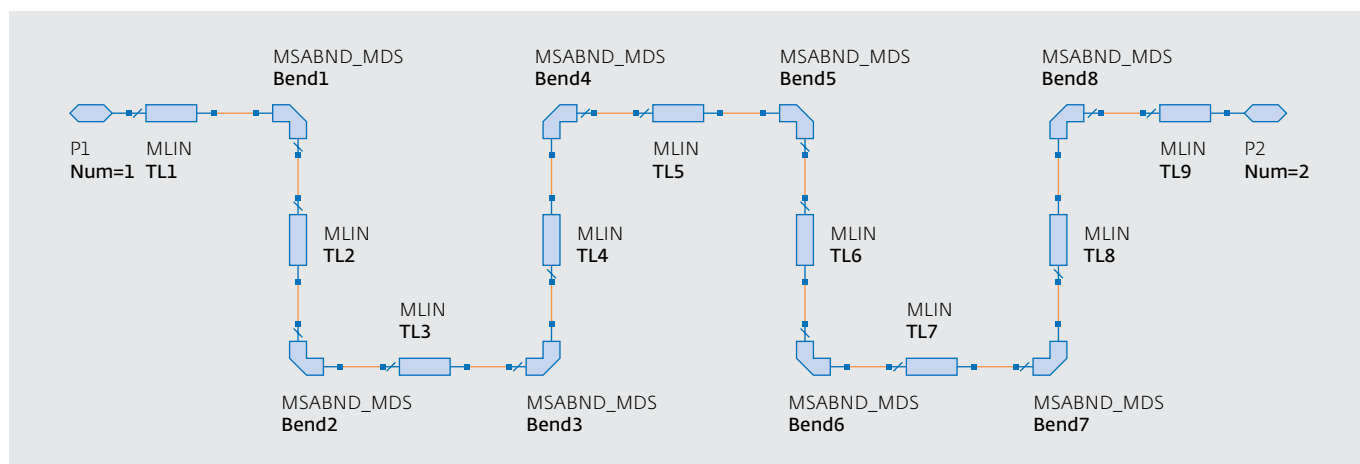 MSABND_MDS
Bend1
MSABND_MDS
Bend4
MSABND_MDS
Bend5
MSABND_MDS
Bend8
P1
Num=1
MLIN
TL1
MLIN
TL5
MLIN
TL9
P2
Num=2
MLIN
TL2
MLIN
TL4
MLIN
TL6
MLIN
TL8
MLIN
TL3
MLIN
TL7
MSABND_MDS
Bend2
MSABND_MDS
Bend3
MSABND_MDS
Bend6
MSABND_MDS
Bend7